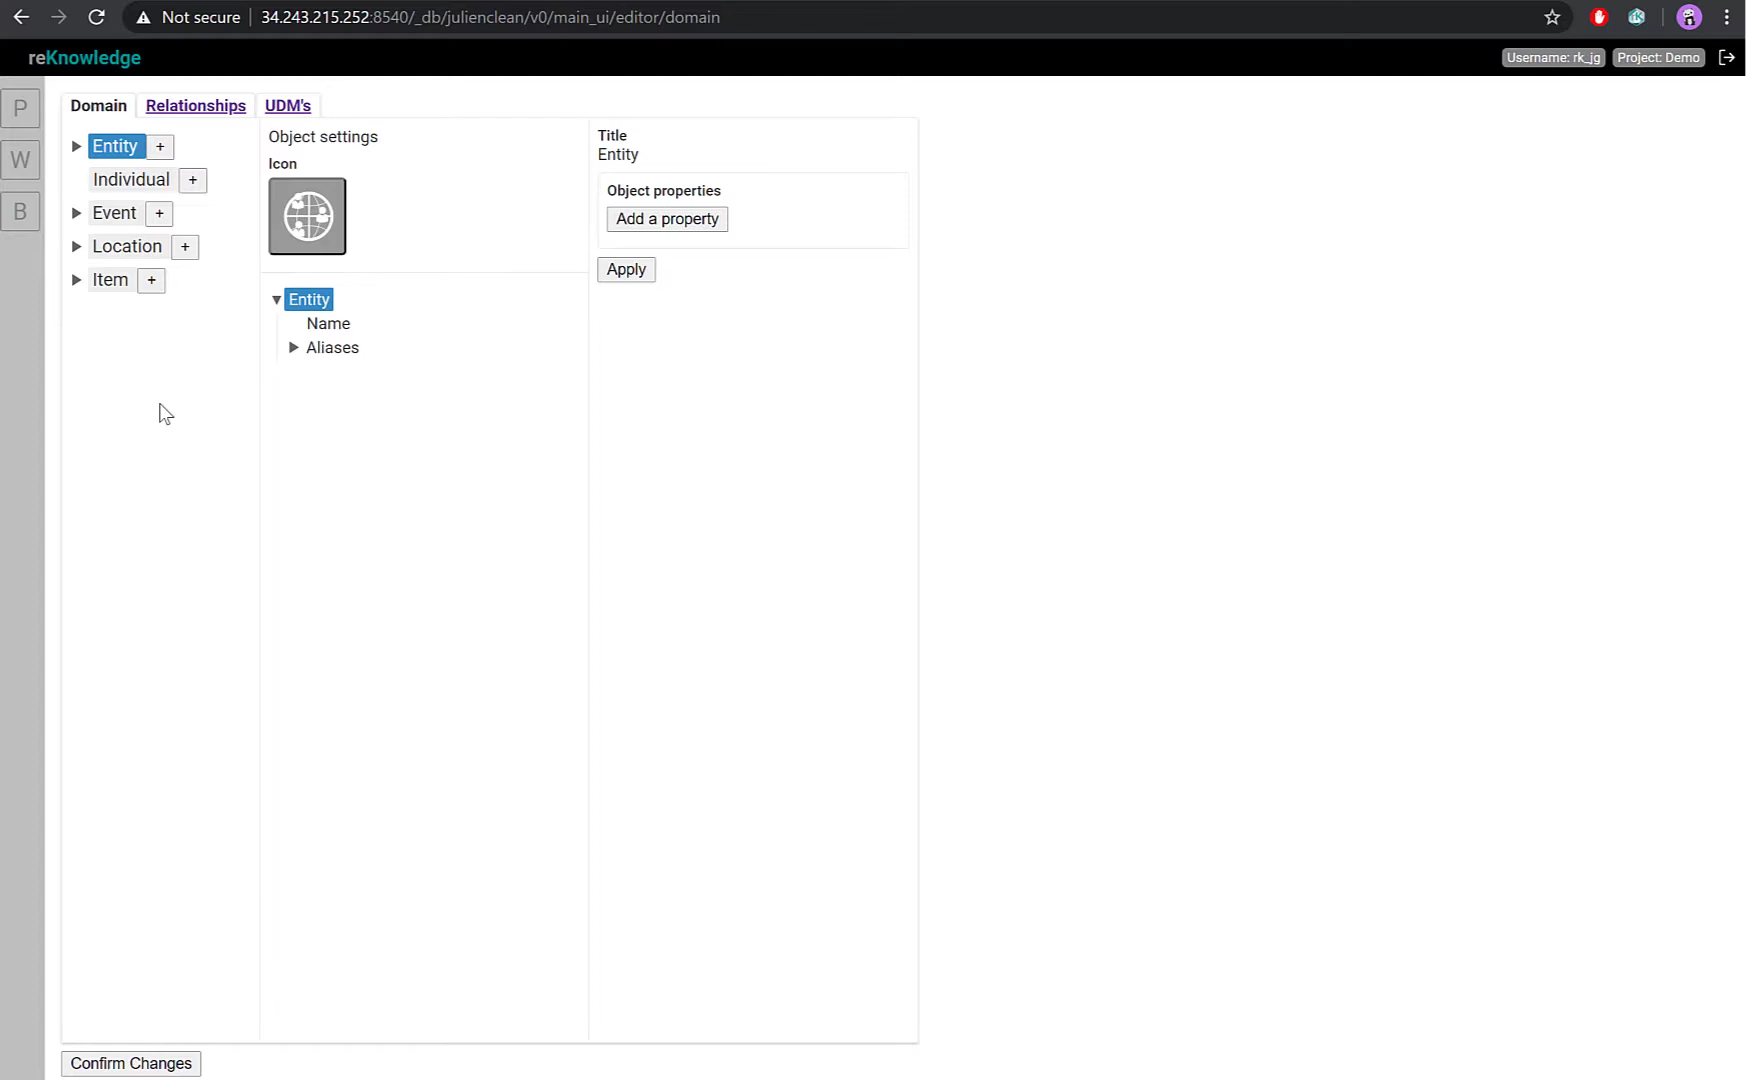 Not secure 34.243.215.252:8540/_db/julienclean/v0/main_ui/editor/domain
reKnowledge
Username: rk_jg Project: Demo
P
W
B
Domain Relationships UDM's
Entity +
Individual +
Event +
Location +
Item +
Object settings
Icon
Entity
Name
Aliases
Title
Entity
Object properties
Add a property
Apply
Confirm Changes